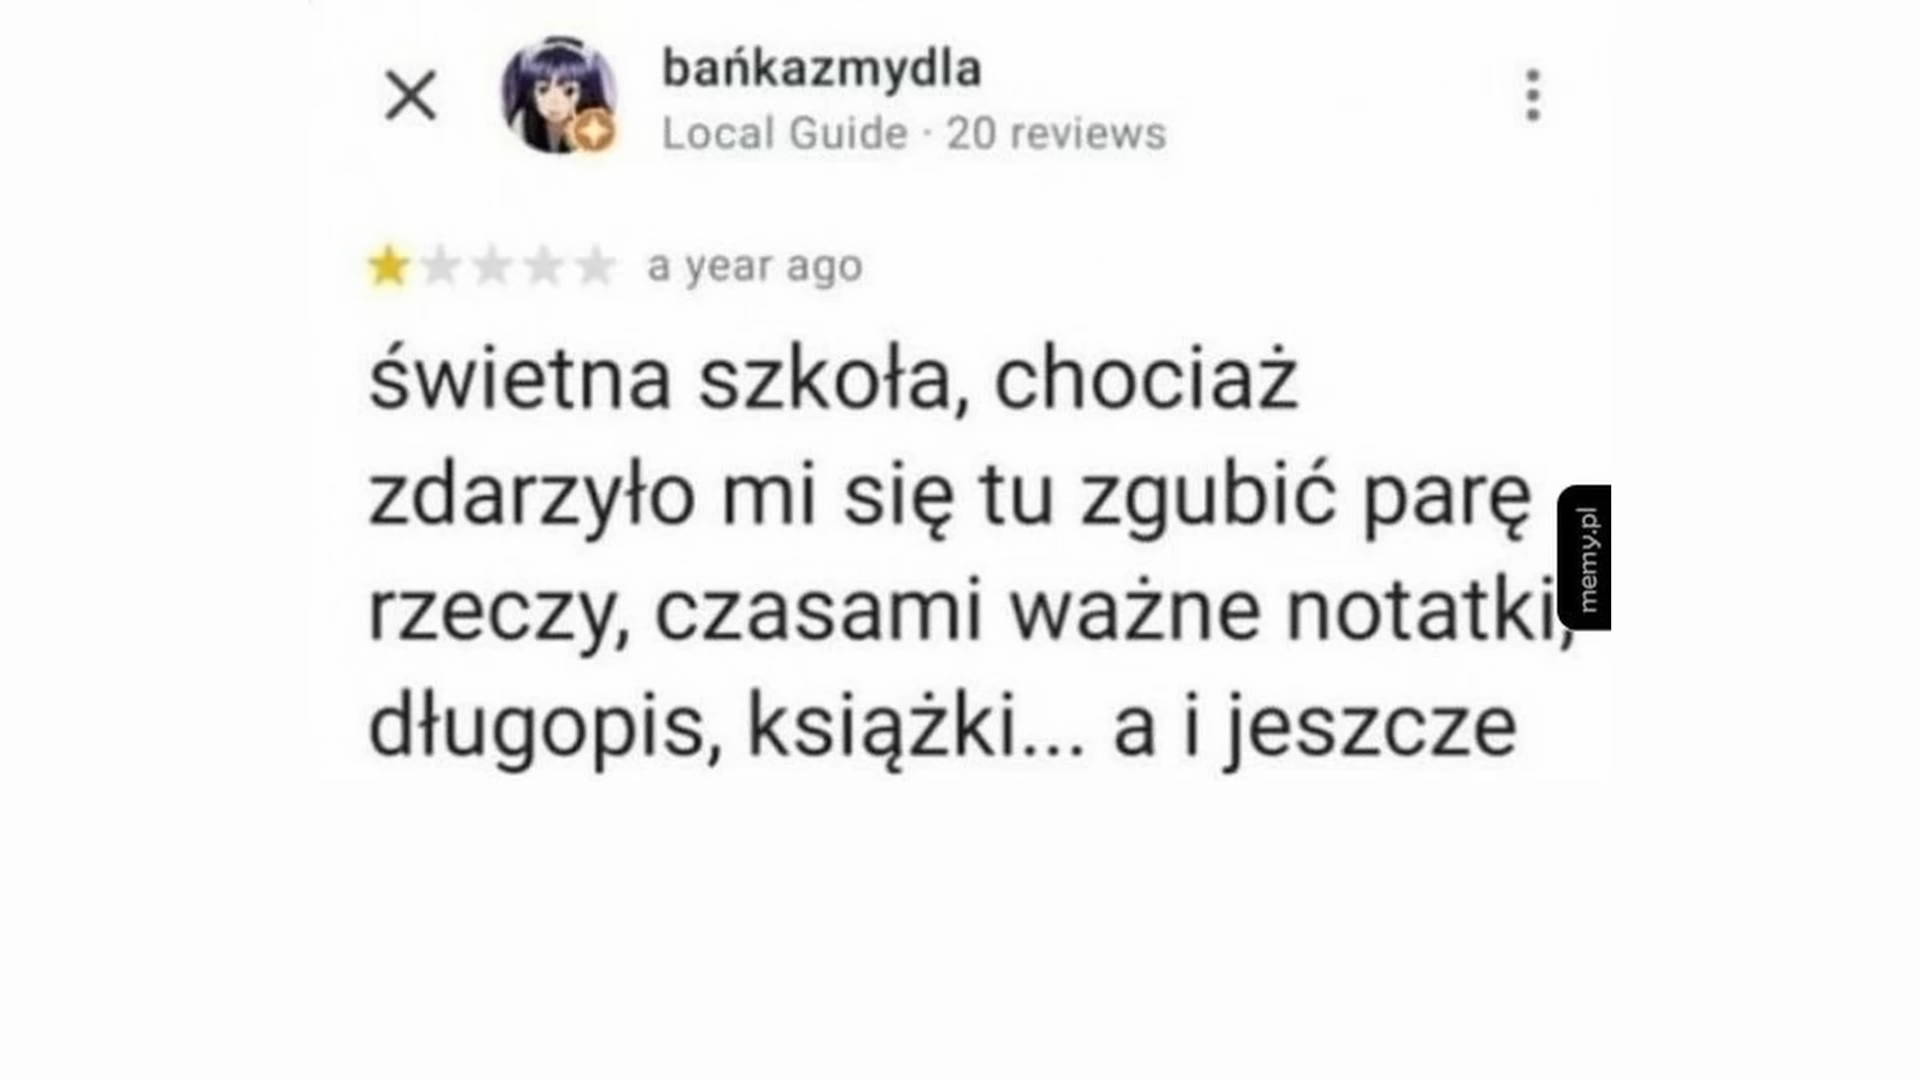 bańkazmydla
Local Guide · 20 reviews
a year ago
świetna szkoła, chociaż
zdarzyło mi się tu zgubić parę
rzeczy, czasami ważne notatki,
długopis, książki... a i jeszcze
memy.pl